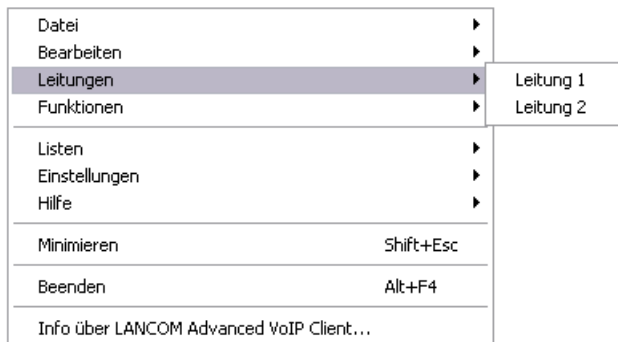 Datei
Bearbeiten
Leitungen
Leitung 1
Funktionen
Leitung 2
Listen
Einstellungen
Hilfe
Minimieren Shift+Esc
Beenden Alt+F4
Info über LANCOM Advanced VoIP Client...